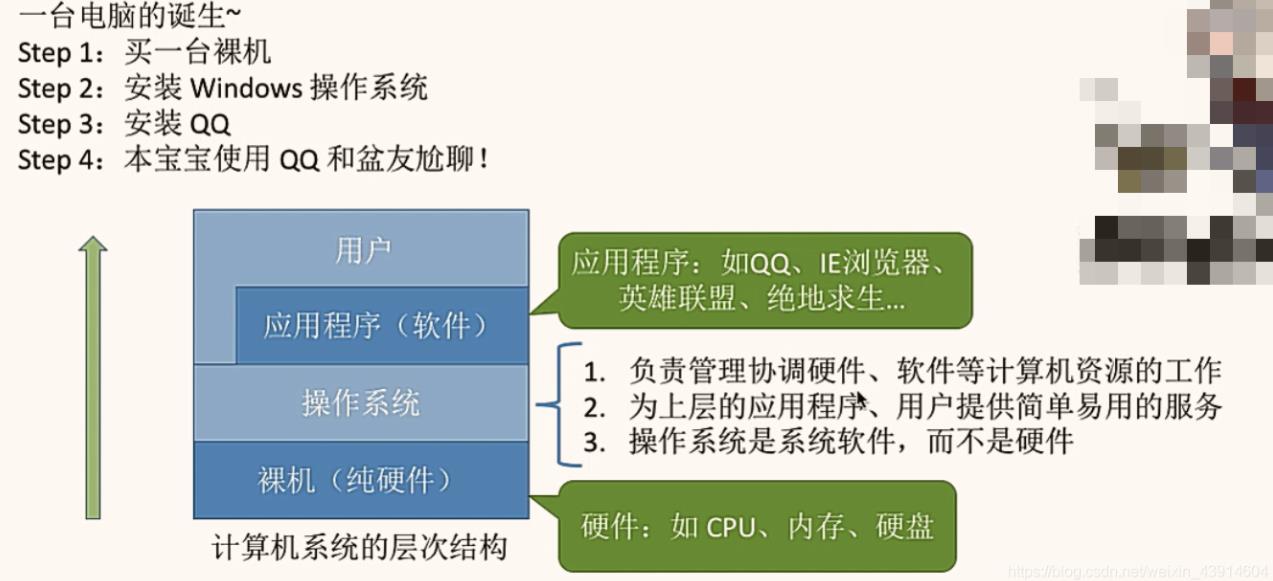 一台电脑的诞生~
Step 1：买一台裸机
Step 2：安装 Windows 操作系统
Step 3：安装 QQ
Step 4：本宝宝使用 QQ 和盆友尬聊！
用户
应用程序（软件）
操作系统
裸机（纯硬件）
计算机系统的层次结构
应用程序：如QQ、IE浏览器、
英雄联盟、绝地求生...
1. 负责管理协调硬件、软件等计算机资源的工作
2. 为上层的应用程序、用户提供简单易用的服务
3. 操作系统是系统软件，而不是硬件
硬件：如 CPU、内存、硬盘
https://blog.csdn.net/weixin_43914604